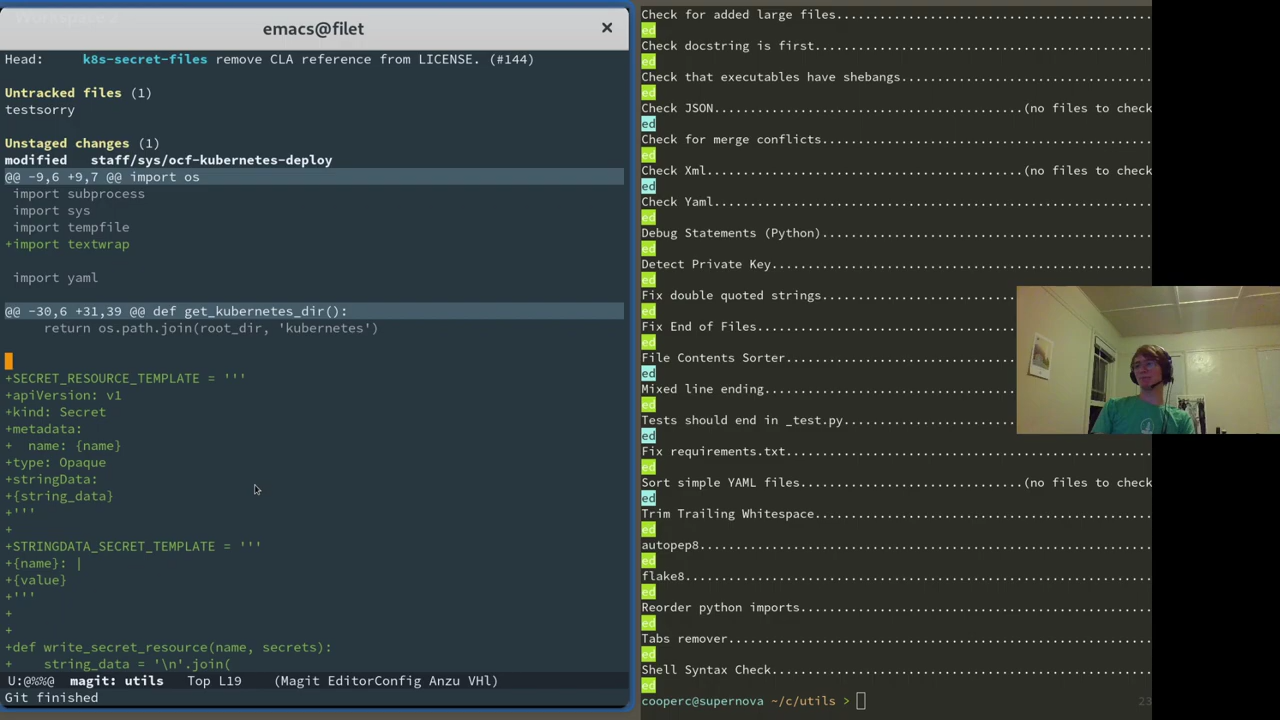 emacs@filet
×
Head:     k8s-secret-files remove CLA reference from LICENSE. (#144)
Untracked files (1)
testsorry
Unstaged changes (1)
modified   staff/sys/ocf-kubernetes-deploy
@@ -9,6 +9,7 @@ import os
 import subprocess
 import sys
 import tempfile
+import textwrap
 import yaml
@@ -30,6 +31,39 @@ def get_kubernetes_dir():
     return os.path.join(root_dir, 'kubernetes')
+SECRET_RESOURCE_TEMPLATE = '''
+apiVersion: v1
+kind: Secret
+metadata:
+  name: {name}
+type: Opaque
+stringData:
+{string_data}
+'''
+
+STRINGDATA_SECRET_TEMPLATE = '''
+{name}: |
+{value}
+'''
+
+
+def write_secret_resource(name, secrets):
+    string_data = '\n'.join(
U:@%%@  magit: utils   Top L19    (Magit EditorConfig Anzu VHl)
Git finished
Check for added large files..........................................
ed
Check docstring is first.............................................
ed
Check that executables have shebangs.................................
ed
Check JSON.......................................(no files to check
ed
Check for merge conflicts............................................
ed
Check Xml........................................(no files to check
ed
Check Yaml...........................................................
ed
Debug Statements (Python)............................................
ed
Detect Private Key...................................................
ed
Fix double quoted strings............................................
ed
Fix End of Files.....................................................
ed
File Contents Sorter.............................................
ed
Mixed line ending....................................................
ed
Tests should end in _test.py.....................................
ed
Fix requirements.txt.................................................
ed
Sort simple YAML files...........................(no files to check
ed
Trim Trailing Whitespace.............................................
ed
autopep8.............................................................
ed
flake8...............................................................
ed
Reorder python imports...............................................
ed
Tabs remover.........................................................
ed
Shell Syntax Check...................................................
ed
cooperc@supernova ~/c/utils > 23